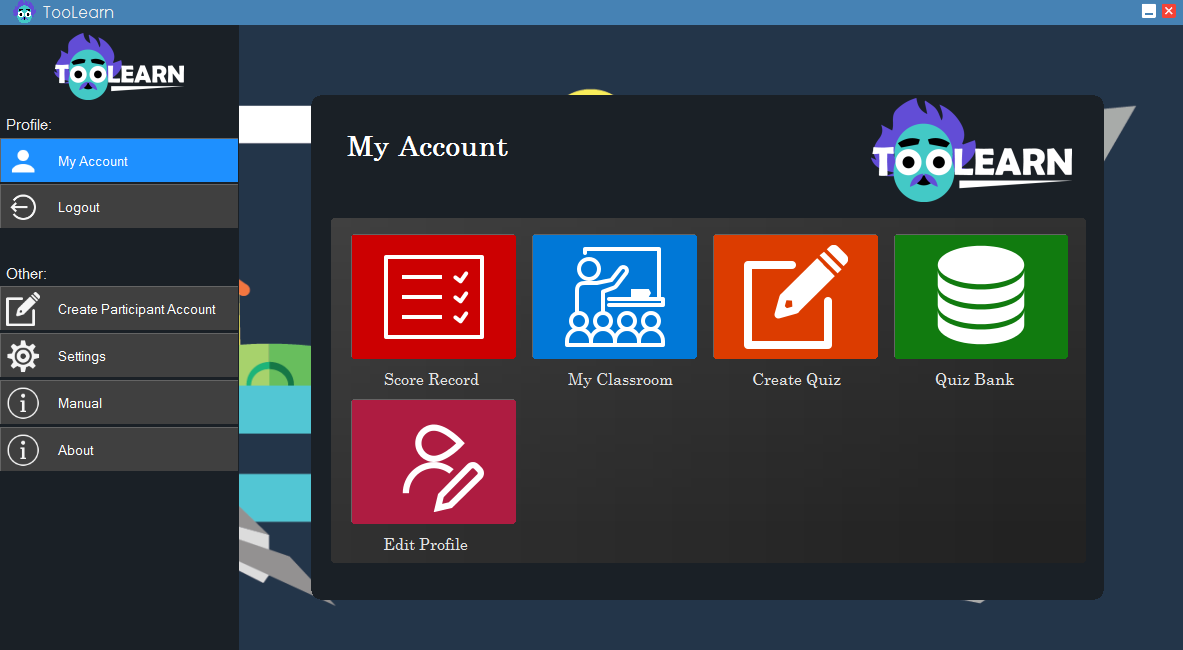 TooLearn
TOOLEARN
Profile:
My Account
Logout
Other:
Create Participant Account
Settings
Manual
About
My Account
TOOLEARN
Score Record
My Classroom
Create Quiz
Quiz Bank
Edit Profile